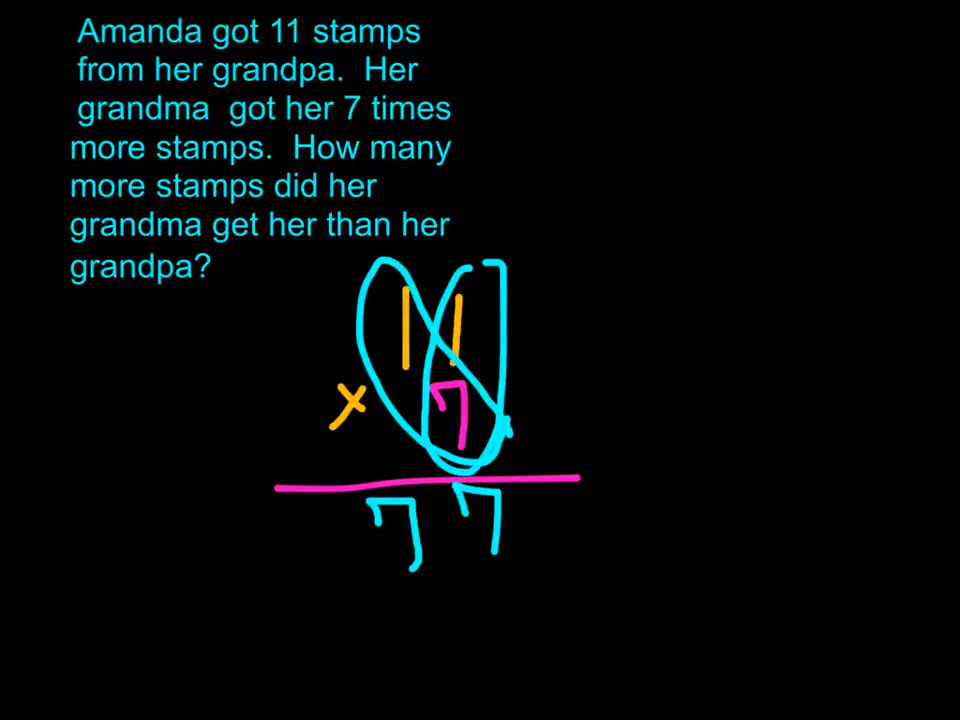 Amanda got 11 stamps
from her grandpa.  Her
grandma  got her 7 times
more stamps.  How many
more stamps did her
grandma get her than her
grandpa?
11
x 7
77